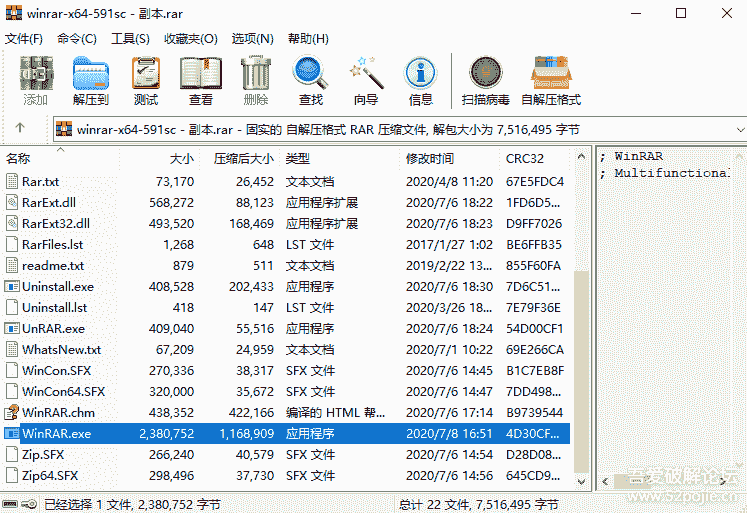 winrar-x64-591sc - 副本.rar
文件(F) 命令(C) 工具(S) 收藏夹(O) 选项(N) 帮助(H)
添加 解压到 测试 查看 删除 查找 向导 信息 扫描病毒 自解压格式
winrar-x64-591sc - 副本.rar - 固实的 自解压格式 RAR 压缩文件, 解包大小为 7,516,495 字节
名称 大小 压缩后大小 类型 修改时间 CRC32
Rar.txt 73,170 26,452 文本文档 2020/4/8 11:20 67E5FDC4
RarExt.dll 568,272 88,123 应用程序扩展 2020/7/6 18:22 1FD6D5...
RarExt32.dll 493,520 168,469 应用程序扩展 2020/7/6 18:23 D9FF7026
RarFiles.lst 1,268 648 LST 文件 2017/1/27 1:02 BE6FFB35
readme.txt 879 511 文本文档 2019/2/22 13... 855F60FA
Uninstall.exe 408,528 202,433 应用程序 2020/7/6 18:30 7D6C51...
Uninstall.lst 418 147 LST 文件 2020/3/26 18... 7E79F36E
UnRAR.exe 409,040 55,516 应用程序 2020/7/6 18:24 54D00CF1
WhatsNew.txt 67,209 24,959 文本文档 2020/7/1 10:22 69E266CA
WinCon.SFX 270,336 38,317 SFX 文件 2020/7/6 14:45 B1C7EB8F
WinCon64.SFX 320,000 35,672 SFX 文件 2020/7/6 14:47 7DD498...
WinRAR.chm 438,352 422,166 编译的 HTML 帮... 2020/7/6 17:14 B9739544
WinRAR.exe 2,380,752 1,168,909 应用程序 2020/7/8 16:51 4D30CF...
Zip.SFX 266,240 40,579 SFX 文件 2020/7/6 14:54 D28D08...
Zip64.SFX 298,496 37,730 SFX 文件 2020/7/6 14:56 645CD9...
; WinRAR
; Multifunctional
吾爱破解论坛
www.52pojie.cn
已经选择 1 文件, 2,380,752 字节 总计 22 文件, 7,516,495 字节